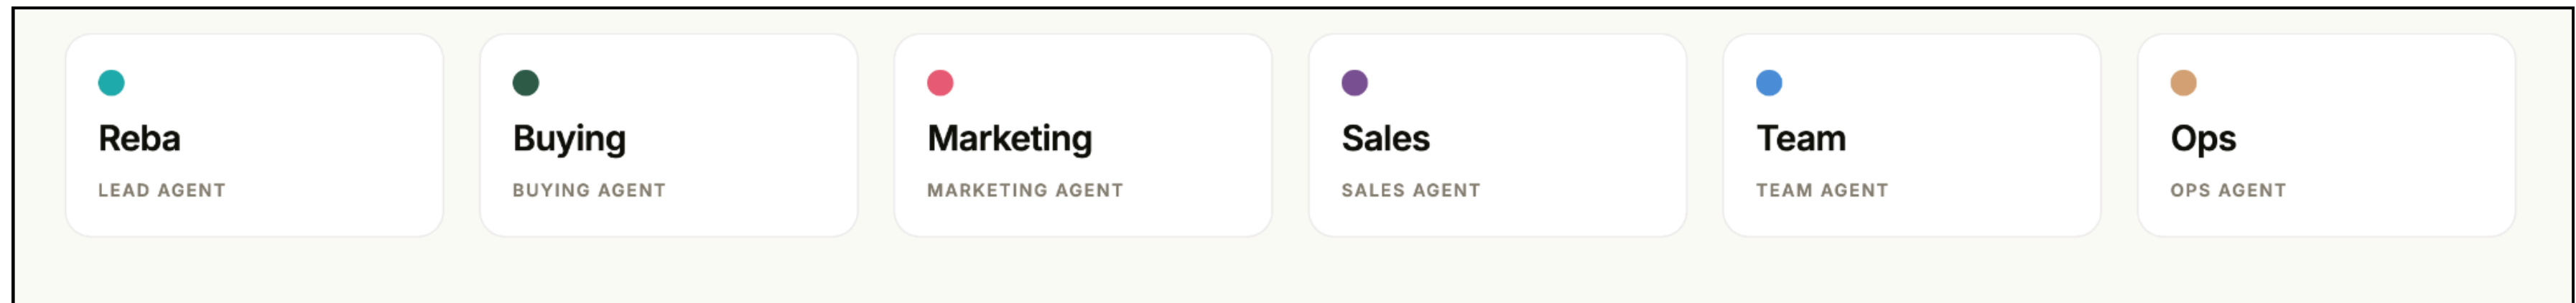 Reba
LEAD AGENT
Buying
BUYING AGENT
Marketing
MARKETING AGENT
Sales
SALES AGENT
Team
TEAM AGENT
Ops
OPS AGENT